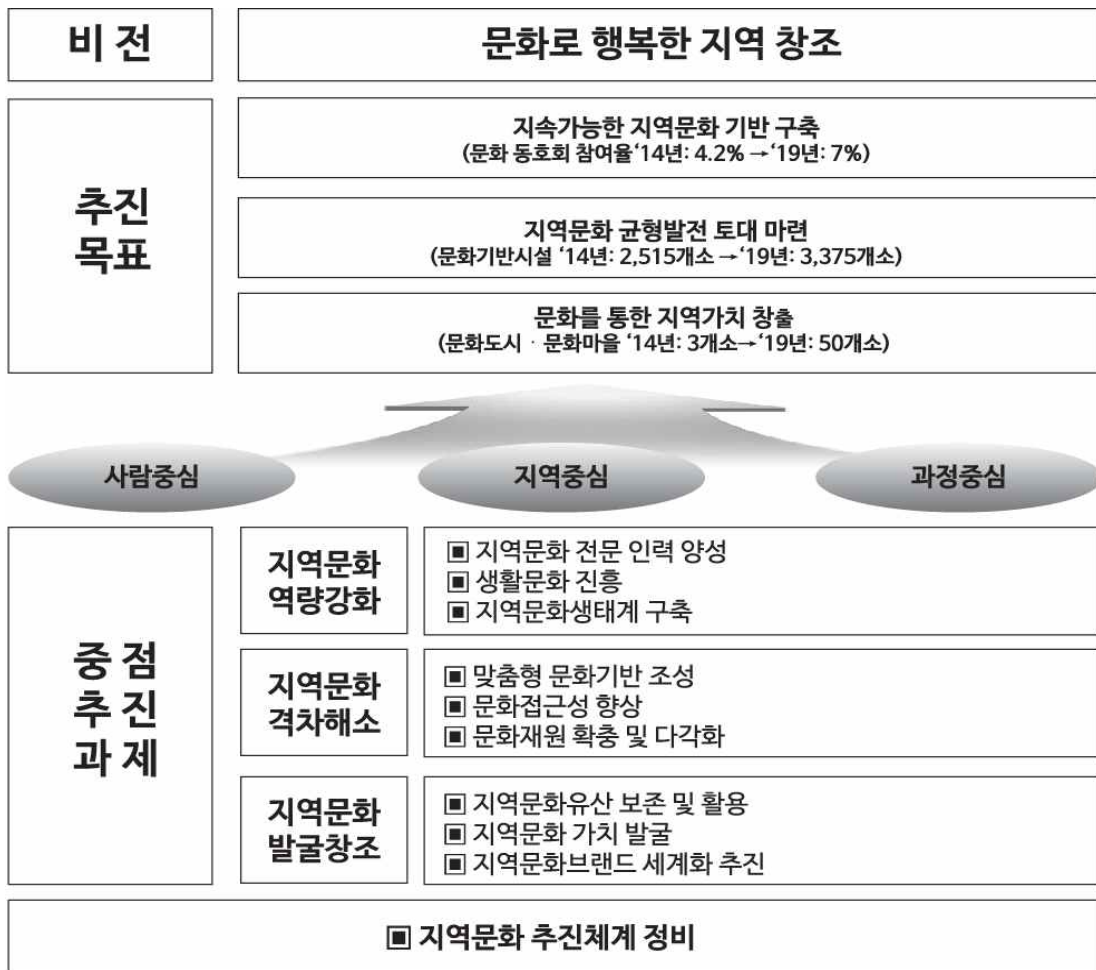 비 전
문화로 행복한 지역 창조
추진
목표
지속가능한 지역문화 기반 구축
(문화 동호회 참여율‘14년: 4.2% →‘19년: 7%)
지역문화 균형발전 토대 마련
(문화기반시설 ‘14년: 2,515개소 →‘19년: 3,375개소)
문화를 통한 지역가치 창출
(문화도시 · 문화마을 ‘14년: 3개소→‘19년: 50개소)
사람중심
지역중심
과정중심
중 점
추 진
과 제
지역문화
역량강화
▣ 지역문화 전문 인력 양성
▣ 생활문화 진흥
▣ 지역문화생태계 구축
지역문화
격차해소
▣ 맞춤형 문화기반 조성
▣ 문화접근성 향상
▣ 문화재원 확충 및 다각화
지역문화
발굴창조
▣ 지역문화유산 보존 및 활용
▣ 지역문화 가치 발굴
▣ 지역문화브랜드 세계화 추진
▣ 지역문화 추진체계 정비